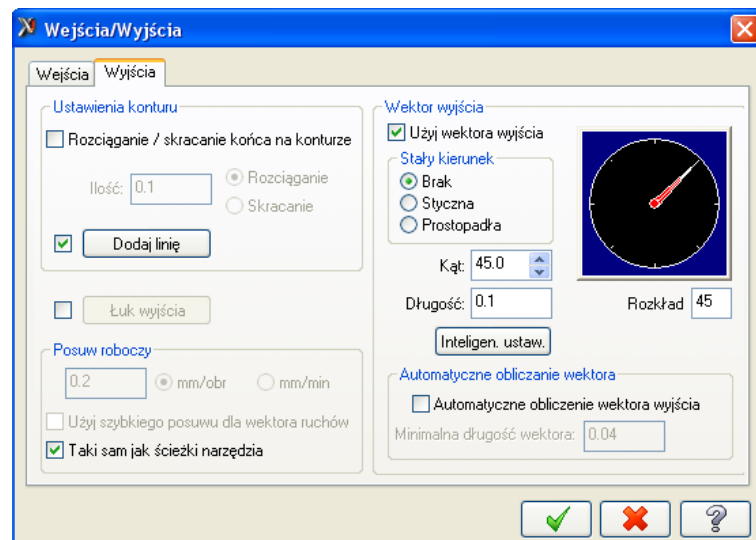 Wejścia/Wyjścia
Wejścia
Wyjścia
Ustawienia konturu
Rozciąganie / skracanie końca na konturze
Ilość: 0.1
Rozciąganie
Skracanie
Dodaj linię
Łuk wyjścia
Posuw roboczy
0.2
mm/obr
mm/min
Użyj szybkiego posuwu dla wektora ruchów
Taki sam jak ścieżki narzędzia
Wektor wyjścia
Użyj wektora wyjścia
Stały kierunek
Brak
Styczna
Prostopadła
Kąt: 45.0
Długość: 0.1
Rozkład 45
Inteligen. ustaw.
Automatyczne obliczanie wektora
Automatyczne obliczenie wektora wyjścia
Minimalna długość wektora: 0.04